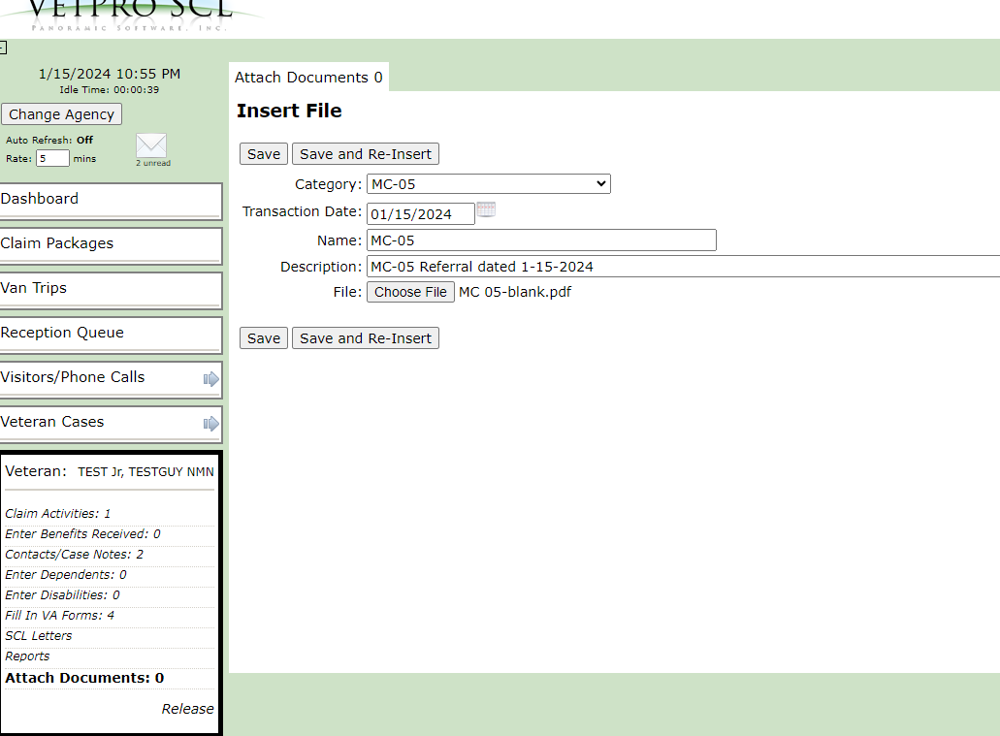 VETPRO SCL
PANORAMIC SOFTWARE, INC.
1/15/2024 10:55 PM
Idle Time: 00:00:39
Change Agency
Auto Refresh: Off
Rate: 5 mins
2 unread
Dashboard
Claim Packages
Van Trips
Reception Queue
Visitors/Phone Calls
Veteran Cases
Veteran: TEST Jr, TESTGUY NMN
Claim Activities: 1
Enter Benefits Received: 0
Contacts/Case Notes: 2
Enter Dependents: 0
Enter Disabilities: 0
Fill In VA Forms: 4
SCL Letters
Reports
Attach Documents: 0
Release
Attach Documents 0
Insert File
Save Save and Re-Insert
Category: MC-05
Transaction Date: 01/15/2024
Name: MC-05
Description: MC-05 Referral dated 1-15-2024
File: Choose File MC 05-blank.pdf
Save Save and Re-Insert